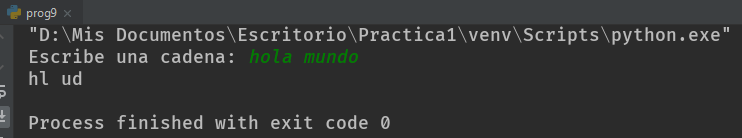 prog9 ×
"D:\Mis Documentos\Escritorio\Practica1\venv\Scripts\python.exe"
Escribe una cadena: hola mundo
hl ud
Process finished with exit code 0